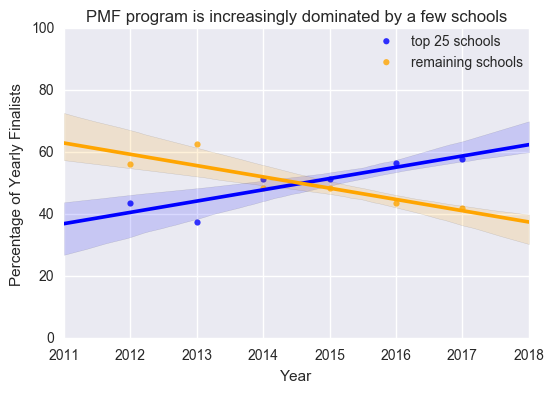 PMF program is increasingly dominated by a few schools
top 25 schools
remaining schools
Percentage of Yearly Finalists
100
80
60
40
20
0
2011 2012 2013 2014 2015 2016 2017 2018
Year